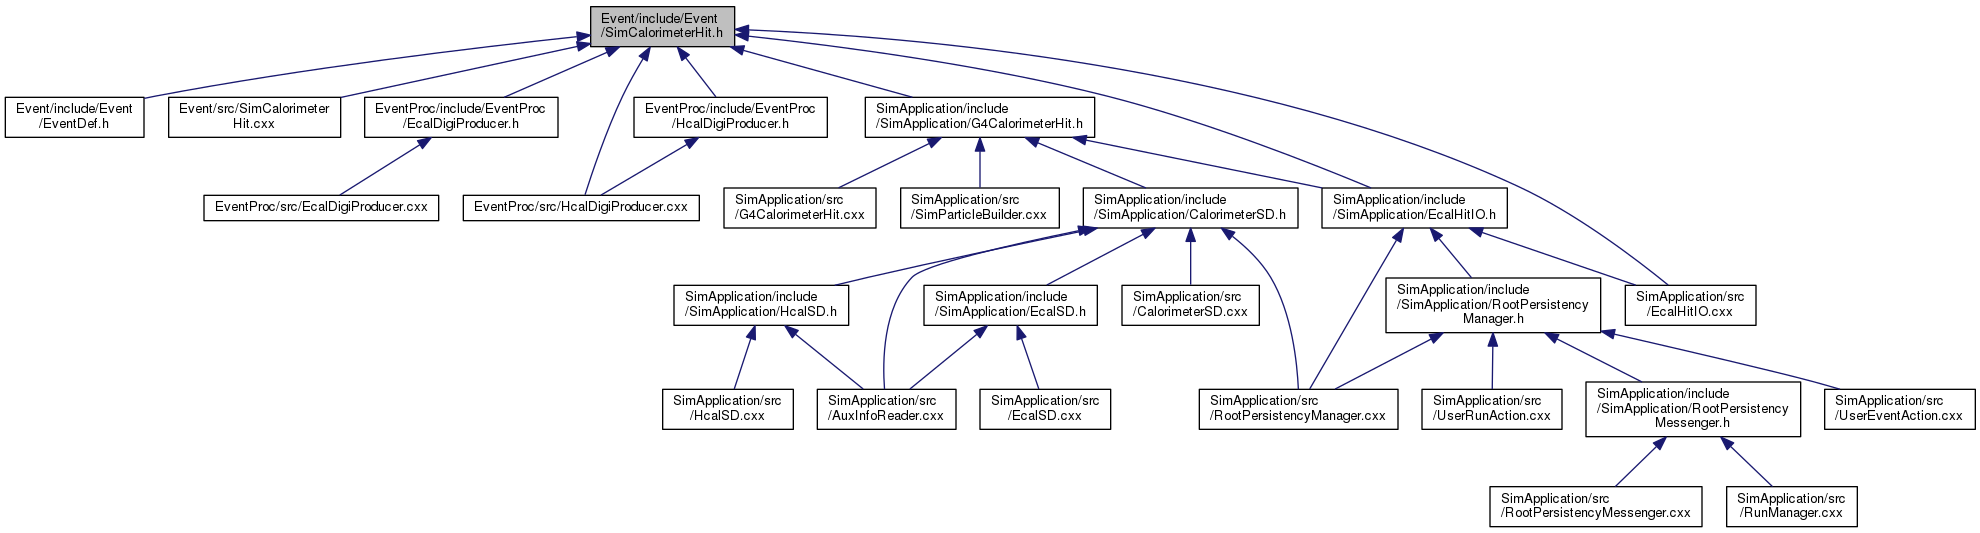 Event/include/Event
/SimCalorimeterHit.h
Event/include/Event
/EventDef.h
Event/src/SimCalorimeter
Hit.cxx
EventProc/include/EventProc
/EcalDigiProducer.h
EventProc/include/EventProc
/HcalDigiProducer.h
SimApplication/include
/SimApplication/G4CalorimeterHit.h
EventProc/src/EcalDigiProducer.cxx
EventProc/src/HcalDigiProducer.cxx
SimApplication/src
/G4CalorimeterHit.cxx
SimApplication/src
/SimParticleBuilder.cxx
SimApplication/include
/SimApplication/CalorimeterSD.h
SimApplication/include
/SimApplication/EcalHitIO.h
SimApplication/include
/SimApplication/HcalSD.h
SimApplication/include
/SimApplication/EcalSD.h
SimApplication/src
/CalorimeterSD.cxx
SimApplication/include
/SimApplication/RootPersistency
Manager.h
SimApplication/src
/EcalHitIO.cxx
SimApplication/src
/HcalSD.cxx
SimApplication/src
/AuxInfoReader.cxx
SimApplication/src
/EcalSD.cxx
SimApplication/src
/RootPersistencyManager.cxx
SimApplication/src
/UserRunAction.cxx
SimApplication/include
/SimApplication/RootPersistency
Messenger.h
SimApplication/src
/UserEventAction.cxx
SimApplication/src
/RootPersistencyMessenger.cxx
SimApplication/src
/RunManager.cxx